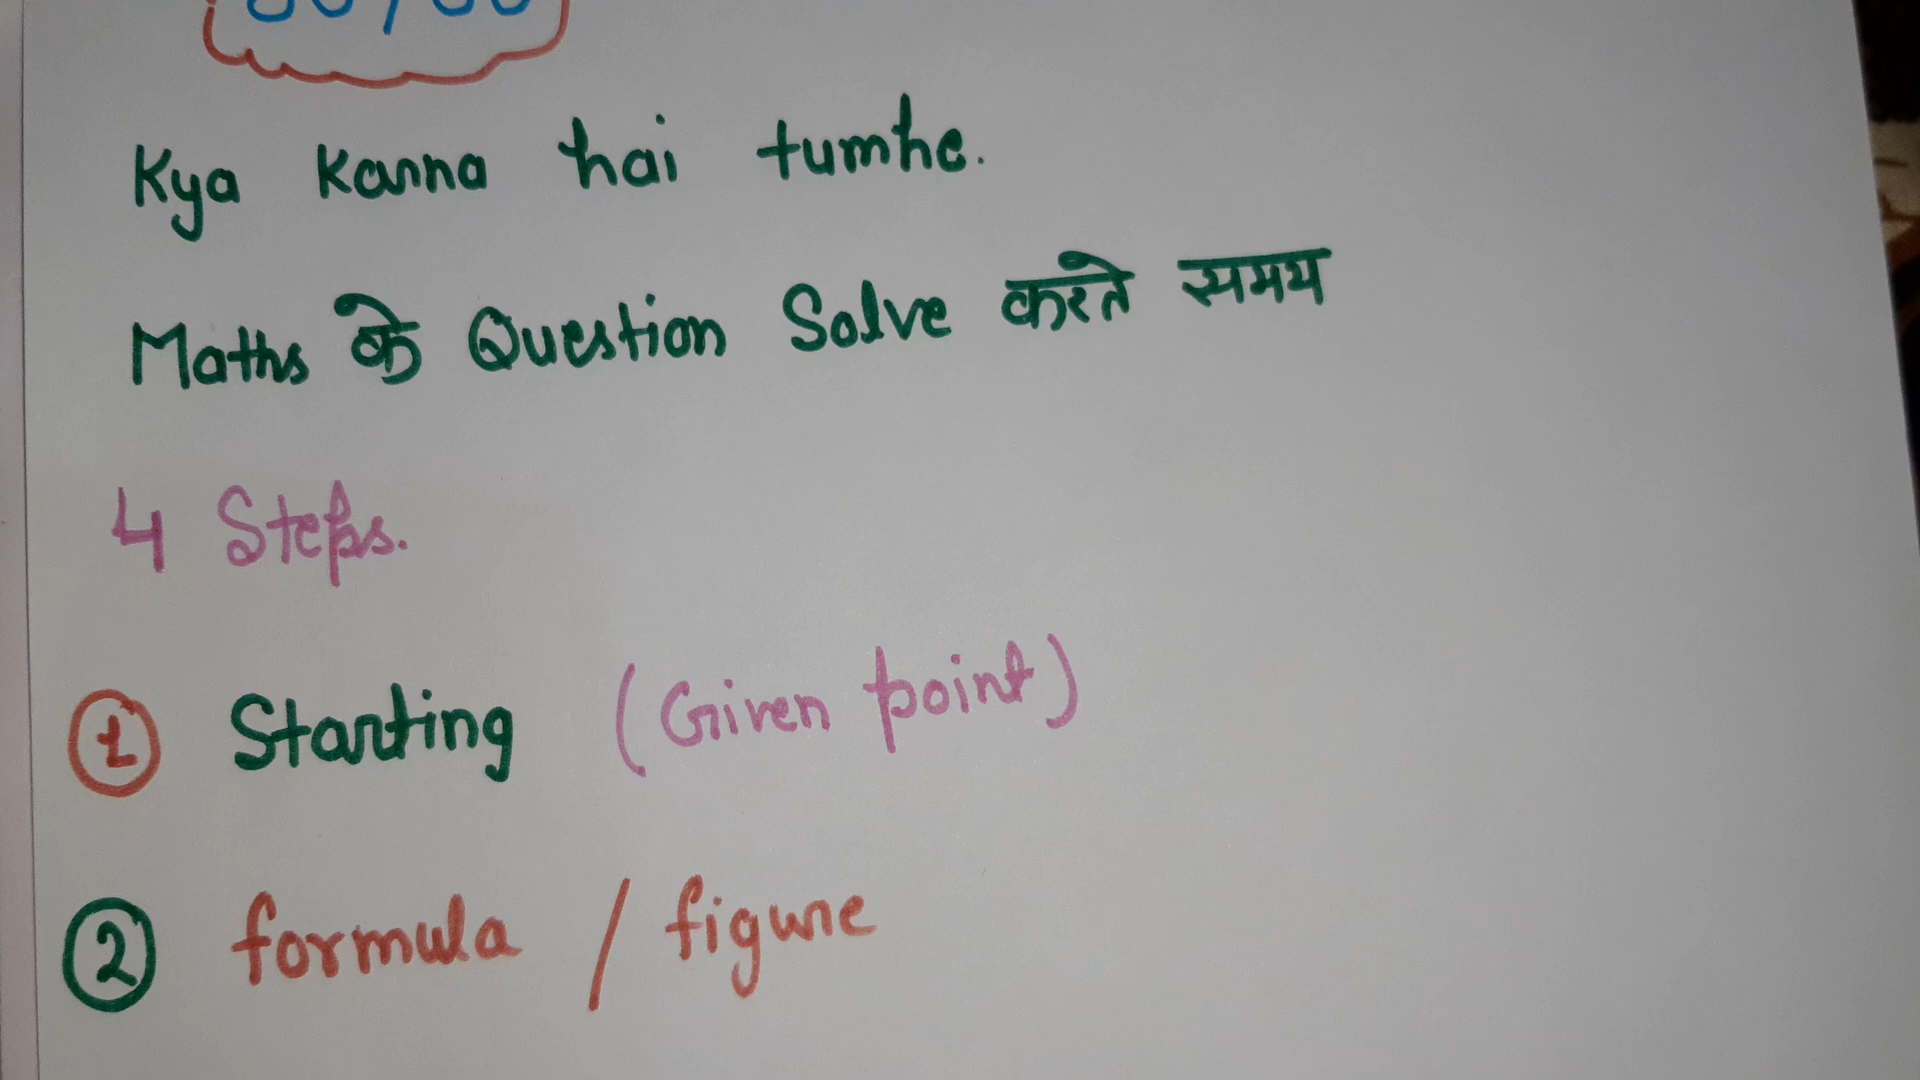 Kya Karna hai tumhe.
Maths के Question Solve करते समय
4 Steps.
1 Starting (Given point)
2 formula / figure